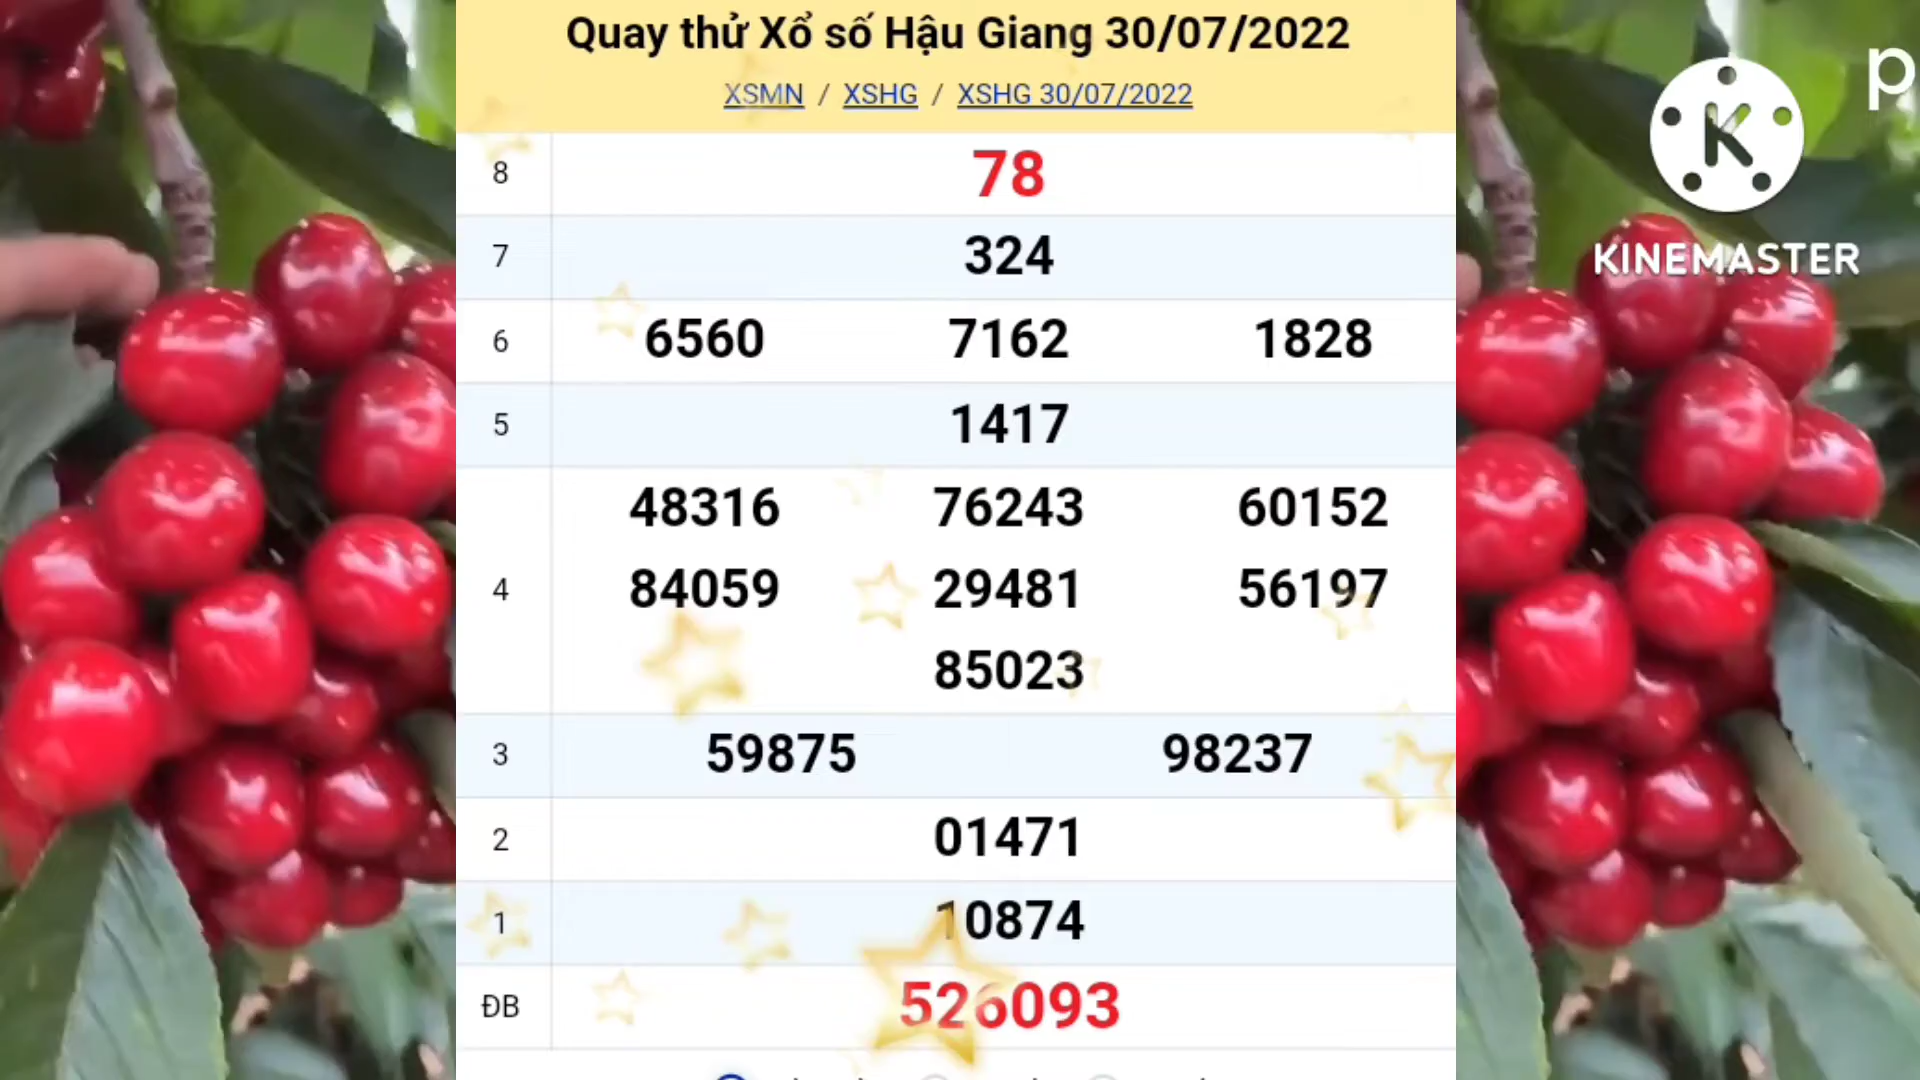 Quay thử Xổ số Hậu Giang 30/07/2022
XSMN / XSHG / XSHG 30/07/2022
8 78
7 324
6 6560 7162 1828
5 1417
48316 76243 60152
4 84059 29481 56197
85023
3 59875 98237
2 01471
1 10874
ĐB 526093
p
K
KINEMASTER